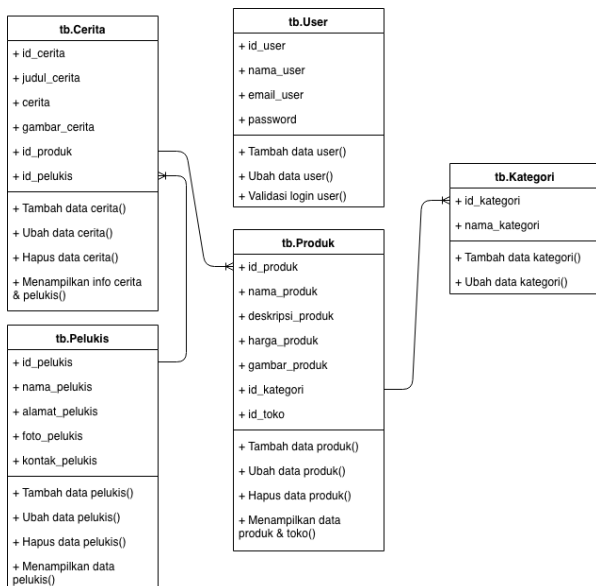 tb.Cerita
+ id_cerita
+ judul_cerita
+ cerita
+ gambar_cerita
+ id_produk
+ id_pelukis
+ Tambah data cerita()
+ Ubah data cerita()
+ Hapus data cerita()
+ Menampilkan info cerita
& pelukis()
tb.Pelukis
+ id_pelukis
+ nama_pelukis
+ alamat_pelukis
+ foto_pelukis
+ kontak_pelukis
+ Tambah data pelukis()
+ Ubah data pelukis()
+ Hapus data pelukis()
+ Menampilkan data
pelukis()
tb.User
+ id_user
+ nama_user
+ email_user
+ password
+ Tambah data user()
+ Ubah data user()
+ Validasi login user()
tb.Produk
+ id_produk
+ nama_produk
+ deskripsi_produk
+ harga_produk
+ gambar_produk
+ id_kategori
+ id_toko
+ Tambah data produk()
+ Ubah data produk()
+ Hapus data produk()
+ Menampilkan data
produk & toko()
tb.Kategori
+ id_kategori
+ nama_kategori
+ Tambah data kategori()
+ Ubah data kategori()